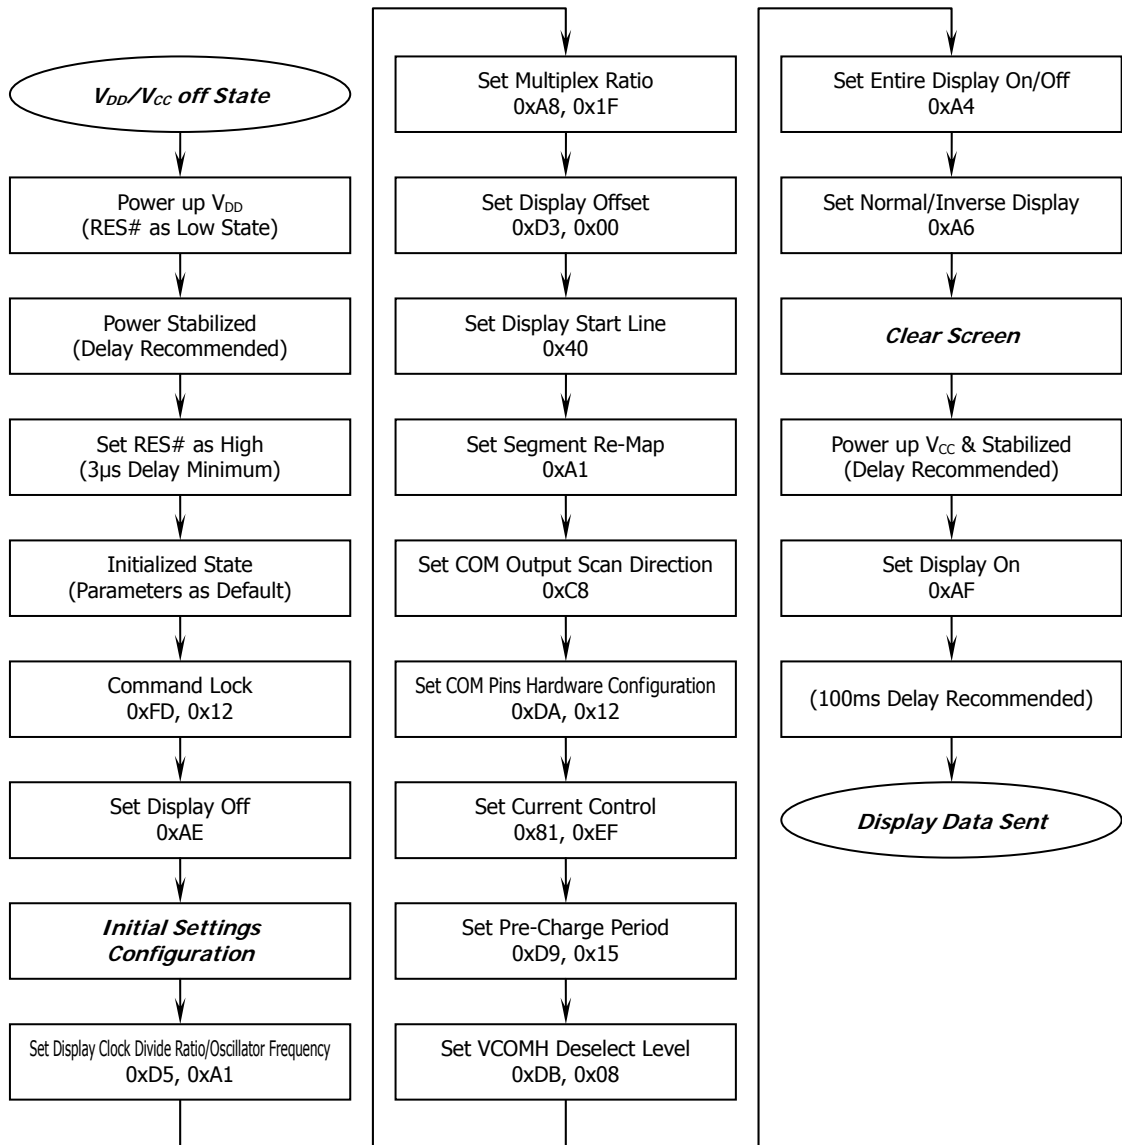 V_DD/V_CC off State
Power up V_DD
(RES# as Low State)
Power Stabilized
(Delay Recommended)
Set RES# as High
(3μs Delay Minimum)
Initialized State
(Parameters as Default)
Command Lock
0xFD, 0x12
Set Display Off
0xAE
Initial Settings
Configuration
Set Display Clock Divide Ratio/Oscillator Frequency
0xD5, 0xA1
Set Multiplex Ratio
0xA8, 0x1F
Set Display Offset
0xD3, 0x00
Set Display Start Line
0x40
Set Segment Re-Map
0xA1
Set COM Output Scan Direction
0xC8
Set COM Pins Hardware Configuration
0xDA, 0x12
Set Current Control
0x81, 0xEF
Set Pre-Charge Period
0xD9, 0x15
Set VCOMH Deselect Level
0xDB, 0x08
Set Entire Display On/Off
0xA4
Set Normal/Inverse Display
0xA6
Clear Screen
Power up V_CC & Stabilized
(Delay Recommended)
Set Display On
0xAF
(100ms Delay Recommended)
Display Data Sent